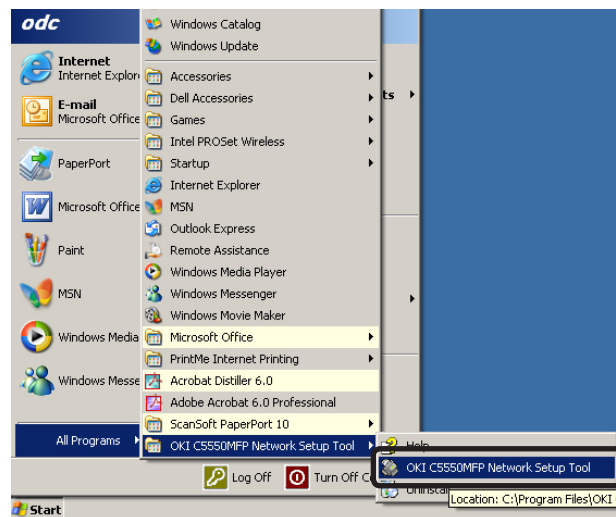 odc
Internet
Internet Explor
E-mail
Microsoft Office
PaperPort
Microsoft Office
Paint
MSN
Windows Media
Windows Messe
All Programs
Windows Catalog
Windows Update
Accessories
Dell Accessories
Games
Intel PROSet Wireless
Startup
Internet Explorer
MSN
Outlook Express
Remote Assistance
Windows Media Player
Windows Messenger
Windows Movie Maker
Microsoft Office
PrintMe Internet Printing
Acrobat Distiller 6.0
Adobe Acrobat 6.0 Professional
ScanSoft PaperPort 10
OKI C5550MFP Network Setup Tool
ts
Help
OKI C5550MFP Network Setup Tool
Uninstal
Location: C:\Program Files\OKI
Log Off
Turn Off C
Start